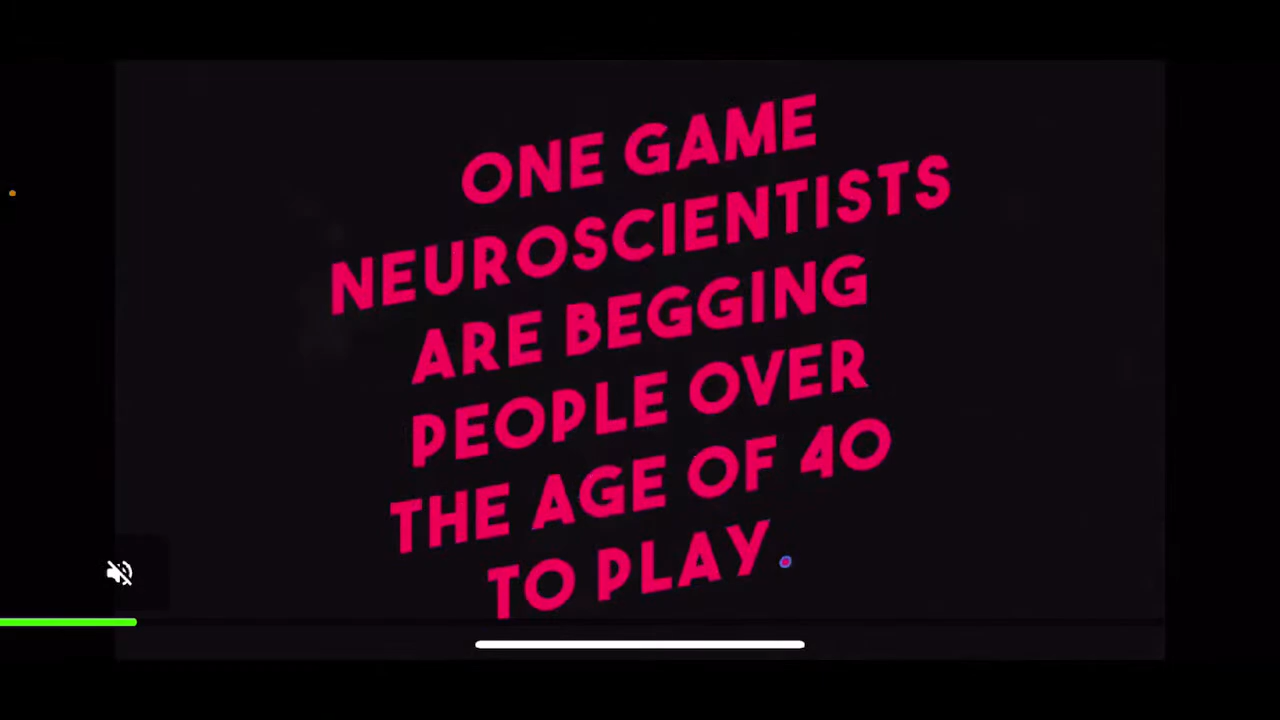 ONE GAME
NEUROSCIENTISTS
ARE BEGGING
PEOPLE OVER
THE AGE OF 40
TO PLAY.